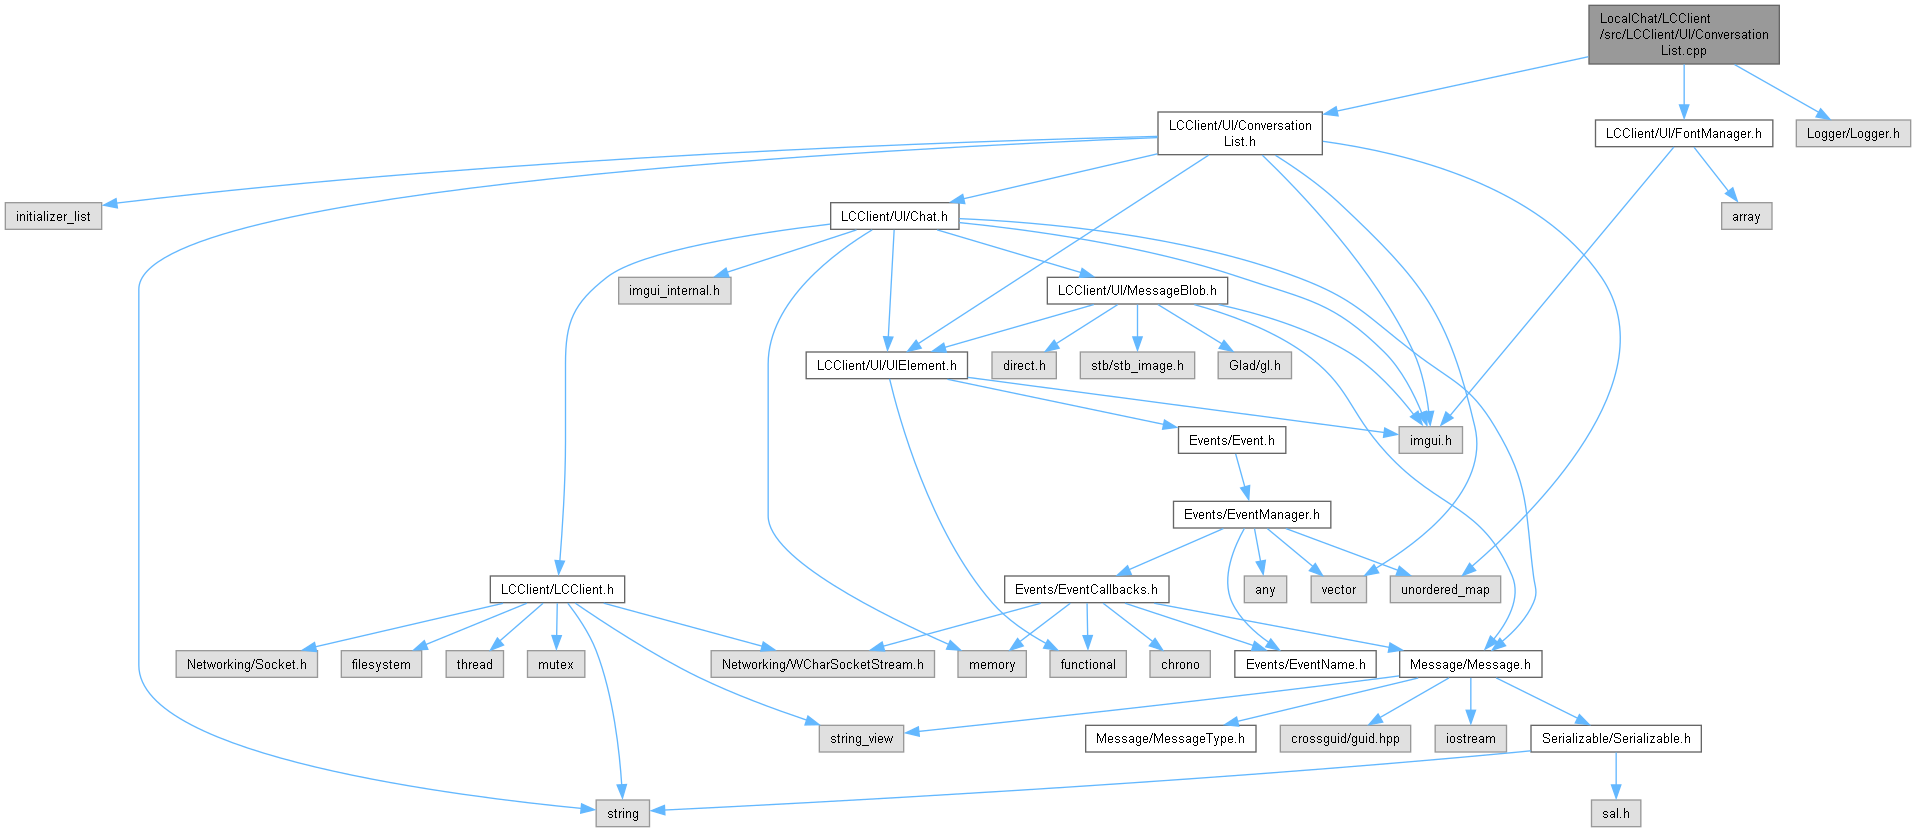 LocalChat/LCClient
/src/LCClient/UI/Conversation
List.cpp
LCClient/UI/Conversation
List.h
LCClient/UI/FontManager.h
Logger/Logger.h
initializer_list
LCClient/UI/Chat.h
array
imgui_internal.h
LCClient/UI/MessageBlob.h
LCClient/UI/UIElement.h
direct.h
stb/stb_image.h
Glad/gl.h
Events/Event.h
imgui.h
Events/EventManager.h
LCClient/LCClient.h
Events/EventCallbacks.h
any
vector
unordered_map
Networking/Socket.h
filesystem
thread
mutex
Networking/WCharSocketStream.h
memory
functional
chrono
Events/EventName.h
Message/Message.h
string_view
Message/MessageType.h
crossguid/guid.hpp
iostream
Serializable/Serializable.h
string
sal.h